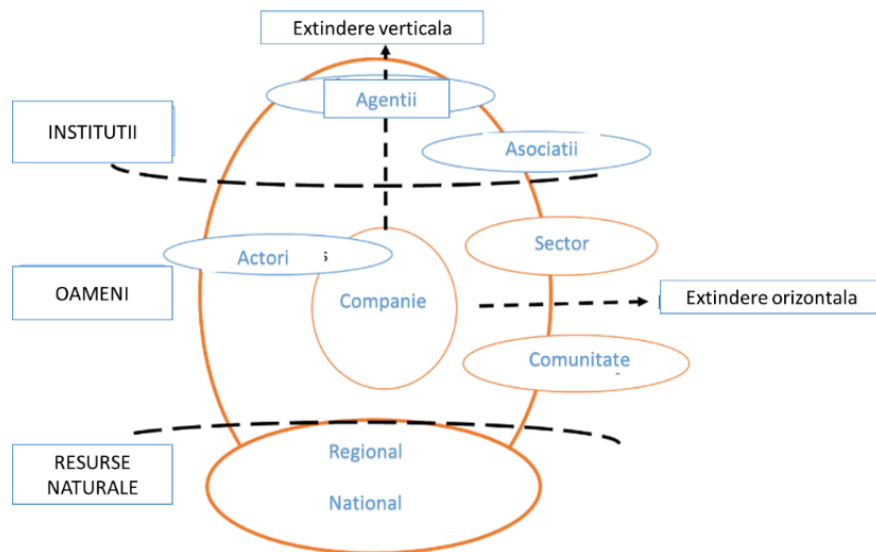 Extindere verticala
Agentii
INSTITUTII
Asociatii
Actori s
Sector
OAMENI
Companie
Extindere orizontala
Comunitate
Regional
RESURSE
NATURALE
National